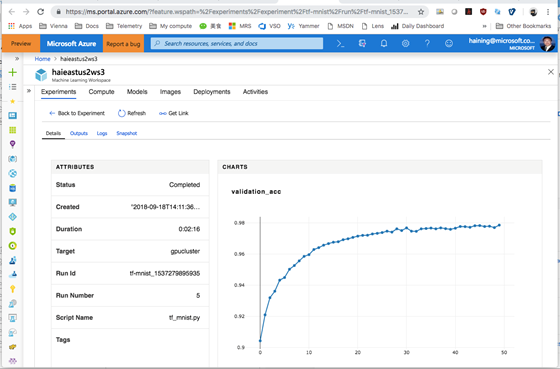 https://ms.portal.azure.com/?feature.wspath=%2Fexperiments%2Fexperiment%2Ftf-mnist%2Frun%2Ftf-mnist_1537...
Apps Vienna Docs Telemetry My compute 美食 MRS VSG Yammer MSDN Lens Daily Dashboard » Other Bookmarks
Preview Microsoft Azure Report a bug Search resources, services, and docs haining@microsoft.co...
MICROSOFT
Home > haieastus2ws3
haieastus2ws3
Machine Learning Workspace
Experiments Compute Models Images Deployments Activities
Back to Experiment Refresh Get Link
Details Outputs Logs Snapshot
ATTRIBUTES
Status Completed
Created "2018-09-18T14:11:36...
Duration 0:02:16
Target gpucluster
Run Id tf-mnist_1537279895935
Run Number 5
Script Name tf_mnist.py
Tags
CHARTS
validation_acc
0.98
0.96
0.94
0.92
0.9
0 10 20 30 40 50